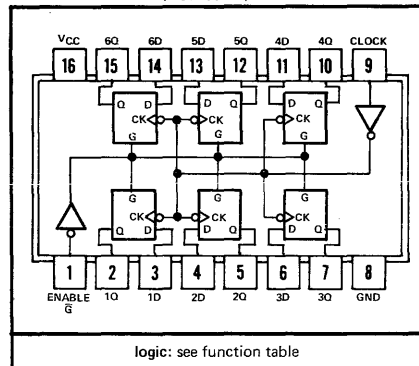 VCC 6Q 6D 5D 5Q 4D 4Q CLOCK
16 15 14 13 12 11 10 9
Q D D Q D Q
CK CK CK
G G G
G G G
CK CK CK
Q D D Q D Q
1 2 3 4 5 6 7 8
ENABLE G̅ 1Q 1D 2D 2Q 3D 3Q GND
logic: see function table